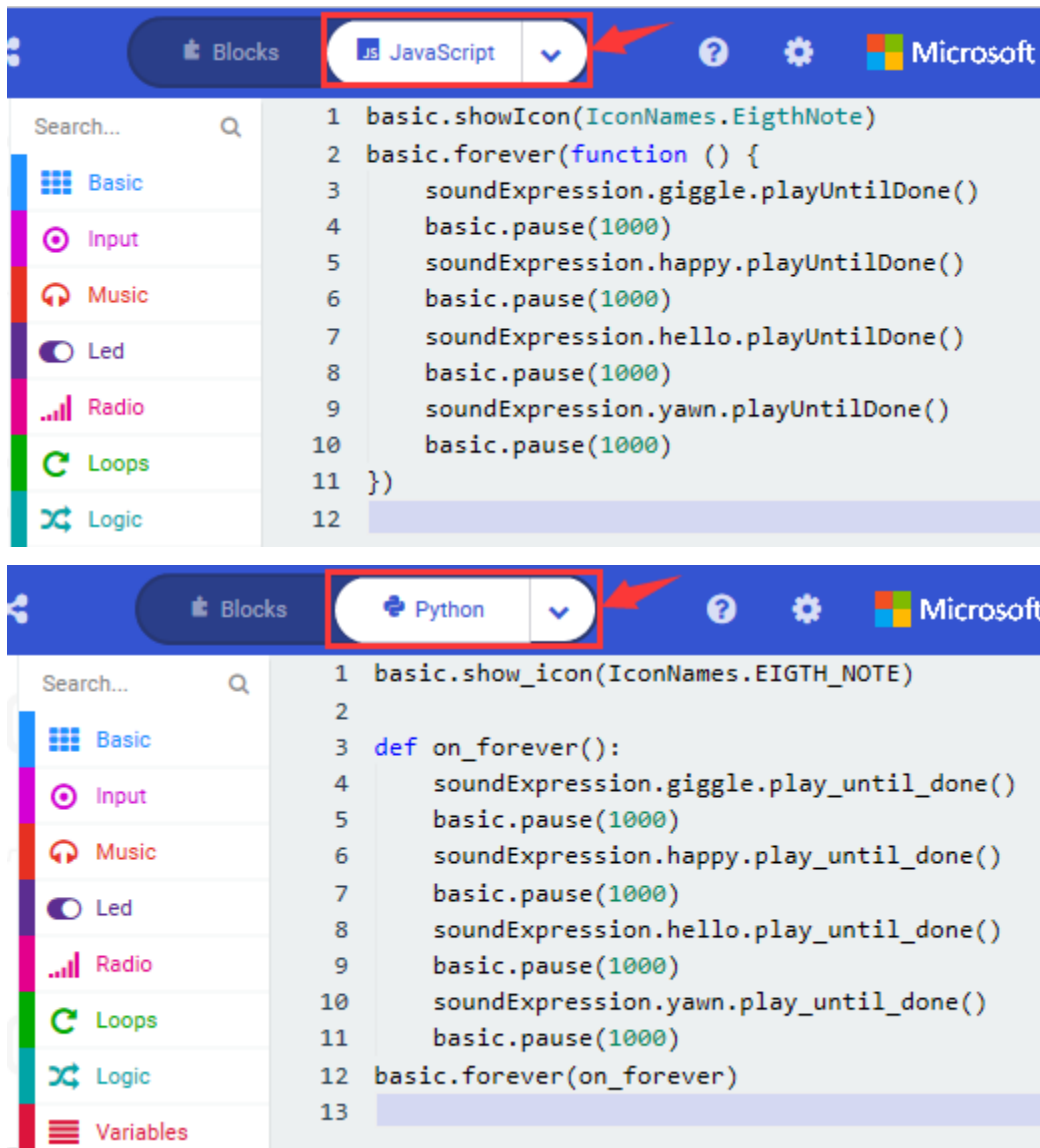 Blocks JS JavaScript ? Microsoft
Search...
Basic
Input
Music
Led
Radio
Loops
Logic
1 basic.showIcon(IconNames.EigthNote)
2 basic.forever(function () {
3 soundExpression.giggle.playUntilDone()
4 basic.pause(1000)
5 soundExpression.happy.playUntilDone()
6 basic.pause(1000)
7 soundExpression.hello.playUntilDone()
8 basic.pause(1000)
9 soundExpression.yawn.playUntilDone()
10 basic.pause(1000)
11 })
12
Blocks Python ? Microsoft
Search...
Basic
Input
Music
Led
Radio
Loops
Logic
Variables
1 basic.show_icon(IconNames.EIGTH_NOTE)
2
3 def on_forever():
4 soundExpression.giggle.play_until_done()
5 basic.pause(1000)
6 soundExpression.happy.play_until_done()
7 basic.pause(1000)
8 soundExpression.hello.play_until_done()
9 basic.pause(1000)
10 soundExpression.yawn.play_until_done()
11 basic.pause(1000)
12 basic.forever(on_forever)
13